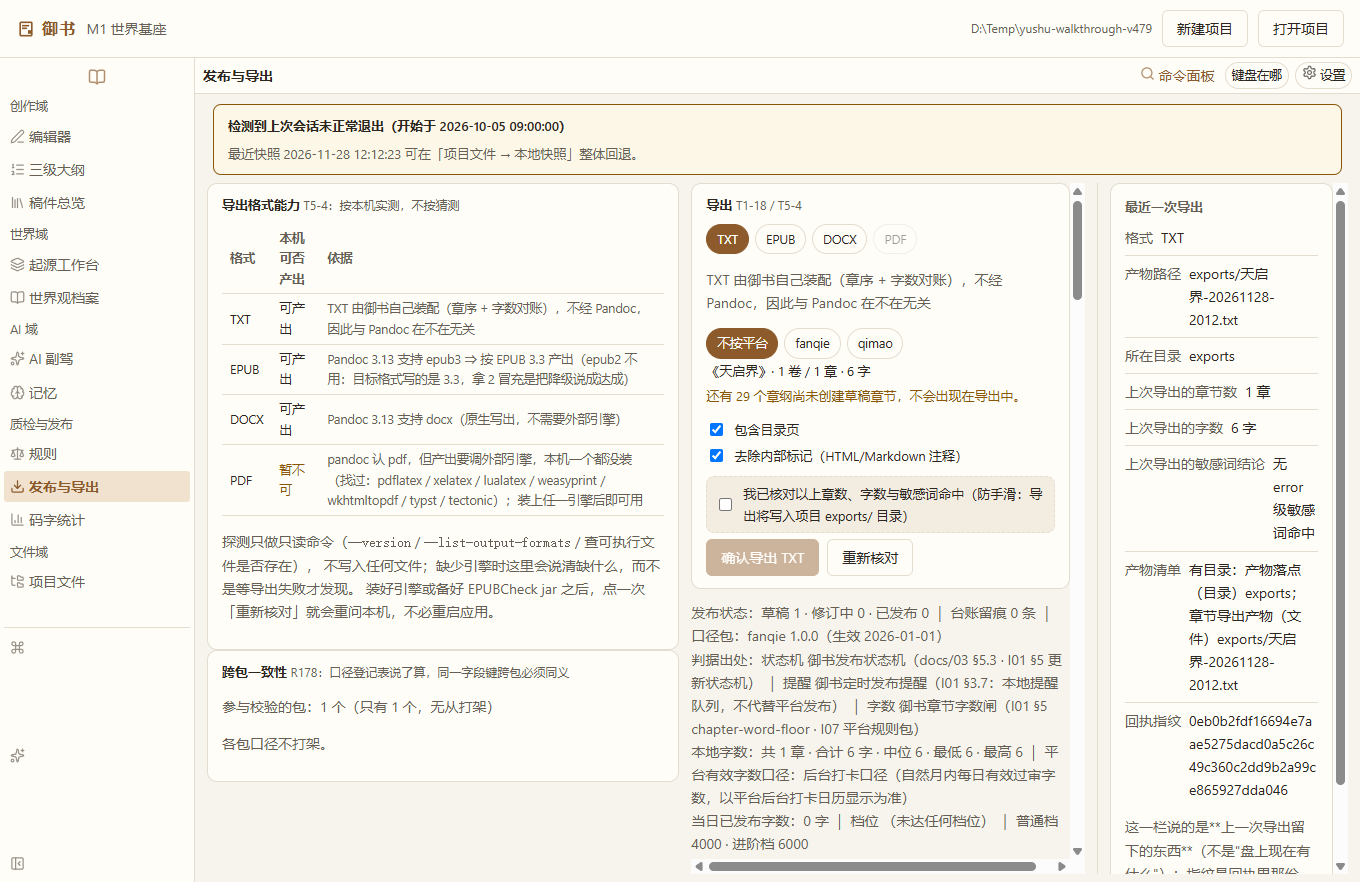 御书 M1 世界基座
D:\Temp\yushu-walkthrough-v479 新建项目 打开项目
创作域
编辑器
三级大纲
稿件总览
世界域
起源工作台
世界观档案
AI 域
AI 副驾
记忆
质检与发布
规则
发布与导出
码字统计
文件域
项目文件
发布与导出
命令面板 键盘在哪 设置
检测到上次会话未正常退出（开始于 2026-10-05 09:00:00）
最近快照 2026-11-28 12:12:23 可在「项目文件 → 本地快照」整体回退。
导出格式能力 T5-4：按本机实测，不按猜测
格式 本机可否产出 依据
TXT 可产出 TXT 由御书自己装配（章序 + 字数对账），不经 Pandoc，
因此与 Pandoc 在不在无关
EPUB 可产出 Pandoc 3.13 支持 epub3 ⇒ 按 EPUB 3.3 产出（epub2 不
用：目标格式写的是 3.3，拿 2 冒充是把降级说成达成）
DOCX 可产出 Pandoc 3.13 支持 docx（原生写出，不需要外部引擎）
PDF 暂不可 pandoc 认 pdf，但产出要调外部引擎，本机一个都没装
（找过：pdflatex / xelatex / lualatex / weasyprint /
wkhtmltopdf / typst / tectonic）；装上任一引擎后即可用
探测只做只读命令（—version / —list-output-formats / 查可执行文
件是否存在），不写入任何文件；缺少引擎时这里会说清缺什么，而不
是等导出失败才发现。 装好引擎或备好 EPUBCheck jar 之后，点一次
「重新核对」就会重问本机，不必重启应用。
跨包一致性 R178：口径登记表说了算，同一字段键跨包必须同义
参与校验的包：1 个（只有 1 个，无从打架）
各包口径不打架。
导出 T1-18 / T5-4
TXT EPUB DOCX PDF
TXT 由御书自己装配（章序 + 字数对账），不经
Pandoc，因此与 Pandoc 在不在无关
不按平台 fanqie qimao
《天启界》· 1 卷 / 1 章 · 6 字
还有 29 个章纲尚未创建草稿章节，不会出现在导出中。
包含目录页
去除内部标记（HTML/Markdown 注释）
我已核对以上章数、字数与敏感词命中（防手滑：导
出将写入项目 exports/ 目录）
确认导出 TXT 重新核对
发布状态：草稿 1 · 修订中 0 · 已发布 0 ｜ 台账留痕 0 条 ｜
口径包：fanqie 1.0.0（生效 2026-01-01）
判据出处：状态机 御书发布状态机（docs/03 §5.3 · I01 §5 更
新状态机） ｜ 提醒 御书定时发布提醒（I01 §3.7：本地提醒
队列，不代替平台发布） ｜ 字数 御书章节字数闸（I01 §5
chapter-word-floor · I07 平台规则包）
本地字数：共 1 章 · 合计 6 字 · 中位 6 · 最低 6 · 最高 6 ｜ 平
台有效字数口径：后台打卡口径（自然月内每日有效过审字
数，以平台后台打卡日历显示为准）
当日已发布字数：0 字 ｜ 档位 （未达任何档位） ｜ 普通档
4000 · 进阶档 6000
最近一次导出
格式 TXT
产物路径 exports/天启
界-20261128-
2012.txt
所在目录 exports
上次导出的章节数 1 章
上次导出的字数 6 字
上次导出的敏感词结论 无
error
级敏感
词命中
产物清单 有目录：产物落点
（目录）exports；
章节导出产物（文
件）exports/天启
界-20261128-
2012.txt
回执指纹 0eb0b2fdf16694e7a
ae5275dacd0a5c26c
49c360c2dd9b2a99c
e865927dda046
这一栏说的是**上一次导出留
下的东西**（不是"盘上现在有
什么"）；指纹是回执里那份